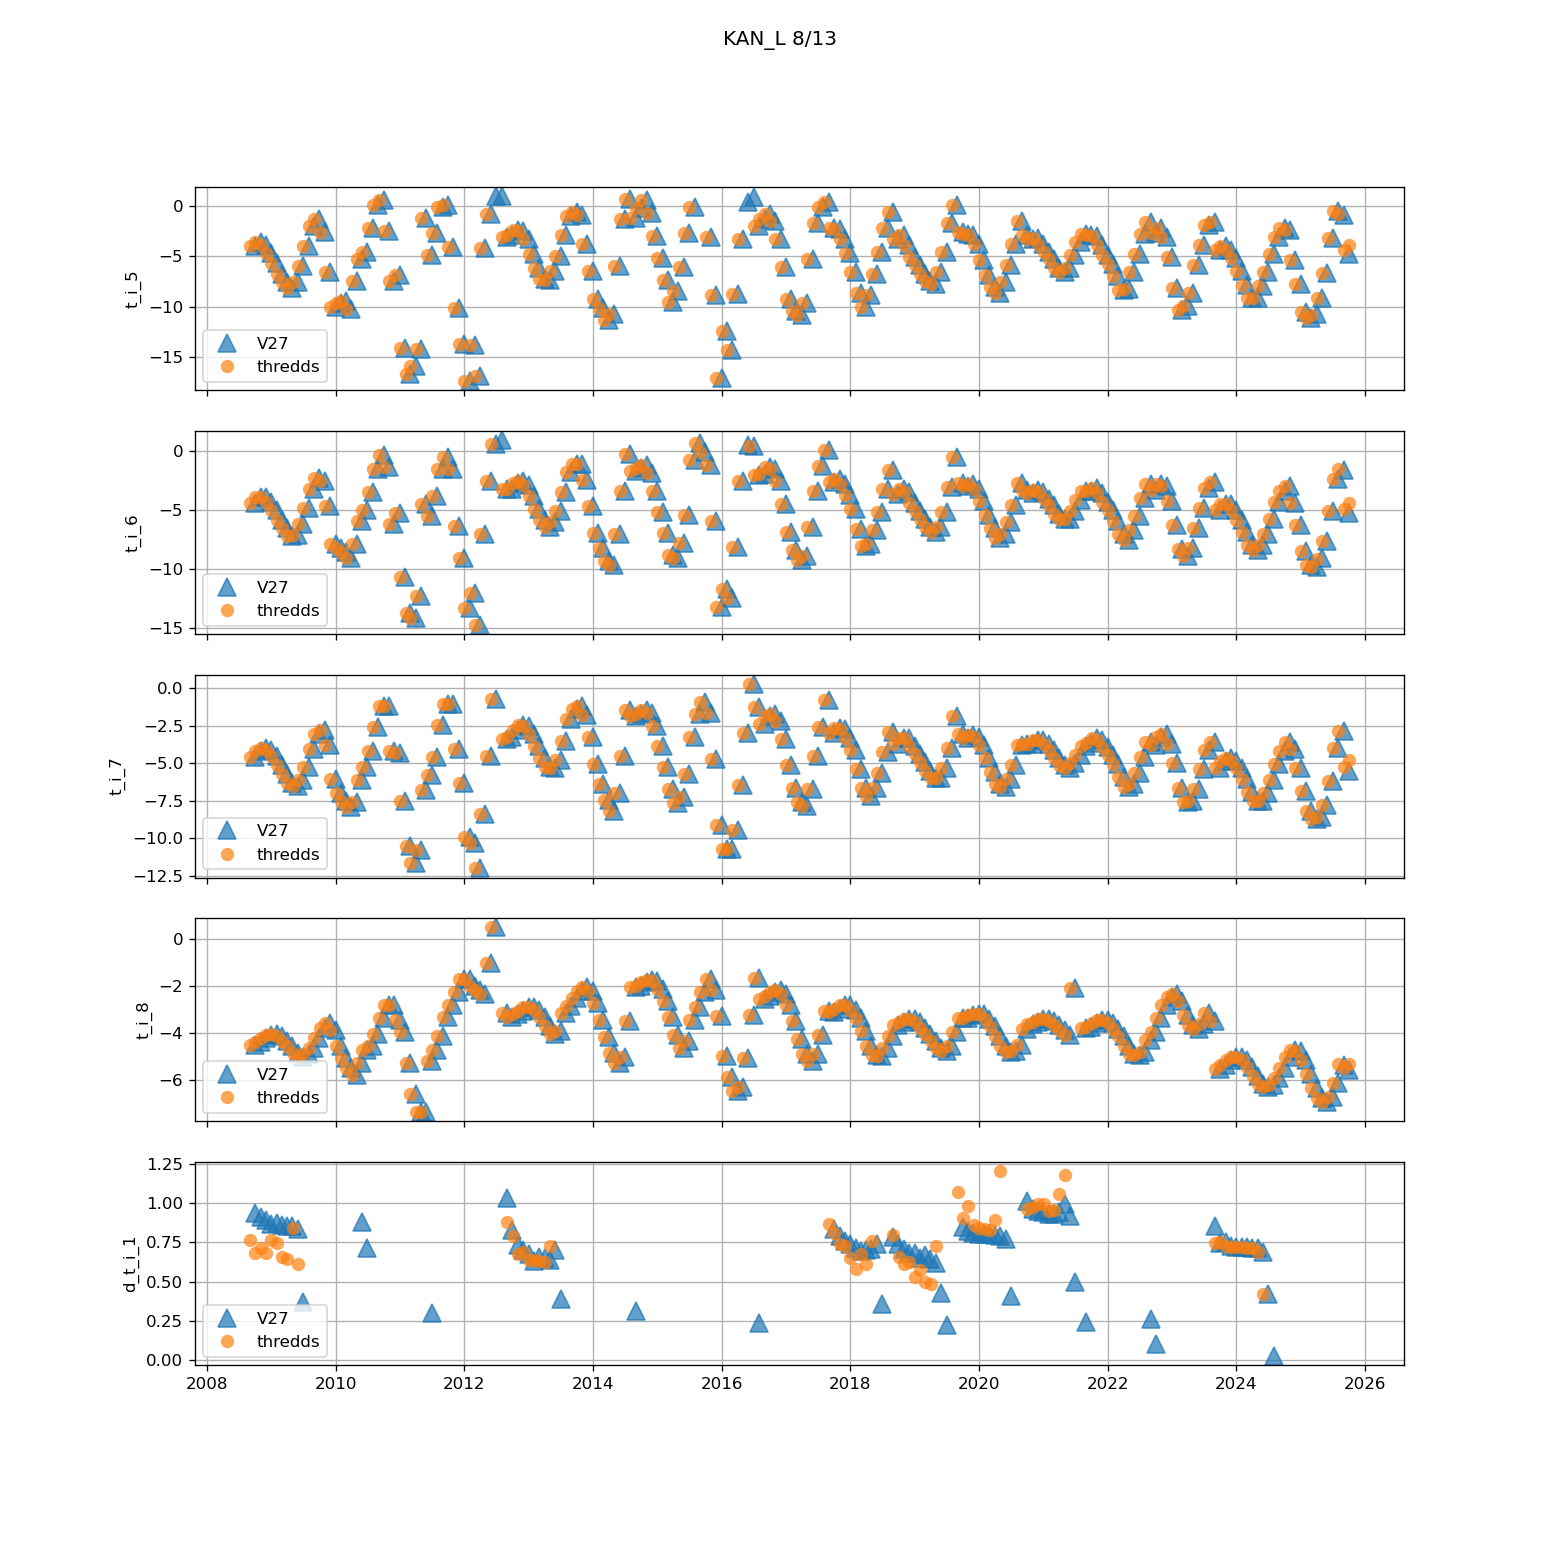 KAN_L 8/13
0
−5
−10
−15
t_i_5
V27
thredds
0
−5
−10
−15
t_i_6
V27
thredds
0.0
−2.5
−5.0
−7.5
−10.0
−12.5
t_i_7
V27
thredds
0
−2
−4
−6
t_i_8
V27
thredds
1.25
1.00
0.75
0.50
0.25
0.00
d_t_i_1
V27
thredds
2008 2010 2012 2014 2016 2018 2020 2022 2024 2026